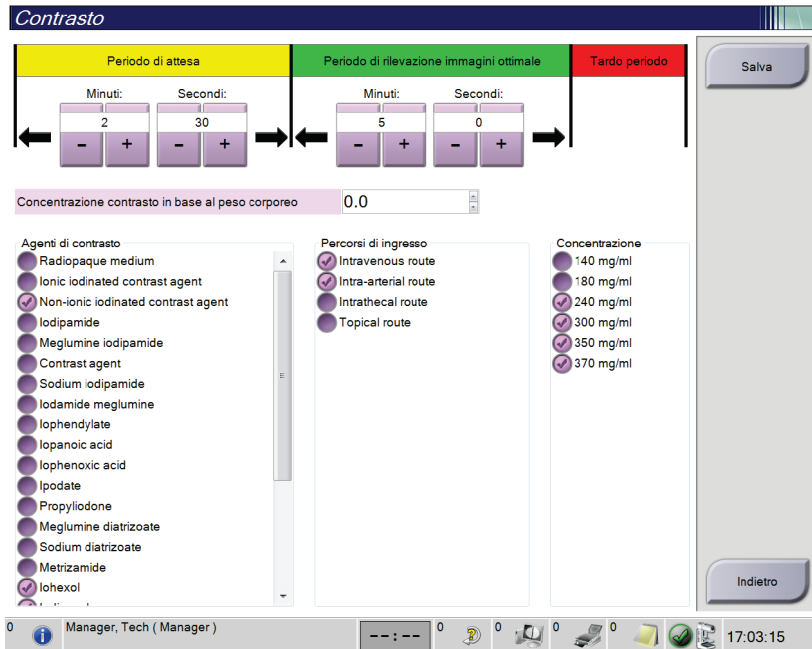 Contrasto
Periodo di attesa
Periodo di rilevazione immagini ottimale
Tardo periodo
Salva
Minuti: Secondi:
2 30
- + - +
Minuti: Secondi:
5 0
- + - +
Concentrazione contrasto in base al peso corporeo 0.0
Agenti di contrasto
Radiopaque medium
Ionic iodinated contrast agent
Non-ionic iodinated contrast agent
Iodipamide
Meglumine iodipamide
Contrast agent
Sodium iodipamide
Iodamide meglumine
Iophendylate
Iopanoic acid
Iophenoxic acid
Ipodate
Propyliodone
Meglumine diatrizoate
Sodium diatrizoate
Metrizamide
Iohexol
Percorsi di ingresso
Intravenous route
Intra-arterial route
Intrathecal route
Topical route
Concentrazione
140 mg/ml
180 mg/ml
240 mg/ml
300 mg/ml
350 mg/ml
370 mg/ml
Indietro
0 Manager, Tech ( Manager ) --:-- 0 0 0 0 17:03:15